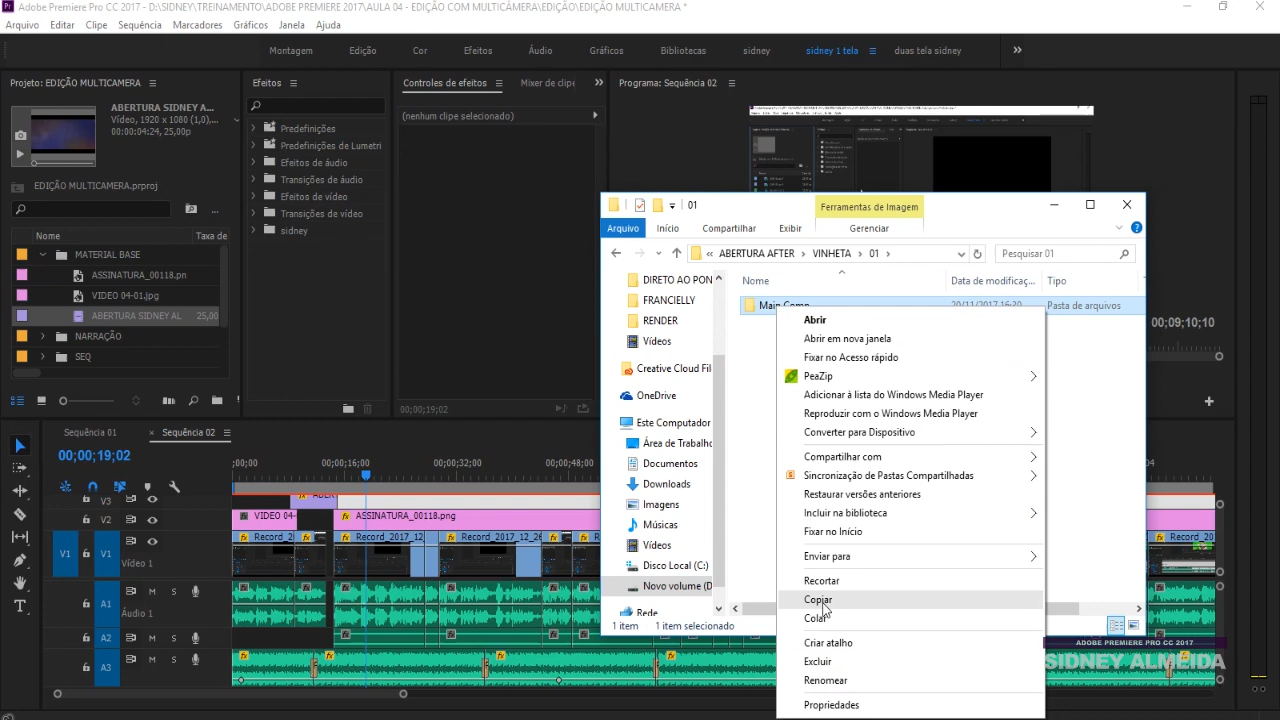 Adobe Premiere Pro CC 2017 - D:\SIDNEY\TREINAMENTO\ADOBE PREMIERE 2017\AULA 04 - EDIÇÃO COM MULTICÂMERA\EDIÇÃO\EDIÇÃO MULTICAMERA *
Arquivo Editar Clipe Sequência Marcadores Gráficos Janela Ajuda
Montagem Edição Cor Efeitos Áudio Gráficos Bibliotecas sidney sidney 1 tela duas tela sidney
Projeto: EDIÇÃO MULTICAMERA
ABERTURA SIDNEY A...
Vídeo, 1920 x 1080 (1,0),...
00:00:04:24, 25,00p
EDIÇÃO MULTICAMERA.prproj
Nome Taxa de
MATERIAL BASE
ASSINATURA_00118.pn
VIDEO 04-01.jpg
ABERTURA SIDNEY AL 25,00
NARRAÇÃO
SEQ
Efeitos
Predefinições
Predefinições de Lumetri
Efeitos de áudio
Transições de áudio
Efeitos de vídeo
Transições de vídeo
sidney
Controles de efeitos Mixer de clipe
(nenhum clipe selecionado)
00;00;19;02
Programa: Sequência 02
00;09;10;10
01
Ferramentas de Imagem
Arquivo Início Compartilhar Exibir Gerenciar
« ABERTURA AFTER VINHETA 01
Pesquisar 01
Nome Data de modificaç... Tipo
Main Comp 20/11/2017 16:20 Pasta de arquivos
DIRETO AO PON
FRANCIELLY
RENDER
Vídeos
Creative Cloud Fil
OneDrive
Este Computador
Área de Trabalho
Documentos
Downloads
Imagens
Músicas
Vídeos
Disco Local (C:)
Novo volume (D
Rede
1 item 1 item selecionado
Abrir
Abrir em nova janela
Fixar no Acesso rápido
PeaZip
Adicionar à lista do Windows Media Player
Reproduzir com o Windows Media Player
Converter para Dispositivo
Compartilhar com
Sincronização de Pastas Compartilhadas
Restaurar versões anteriores
Incluir na biblioteca
Fixar no Início
Enviar para
Recortar
Copiar
Colar
Criar atalho
Excluir
Renomear
Propriedades
Sequência 01 Sequência 02
00;00;19;02
;00;00 00;00;16;00 00;00;32;00 00;00;48;00
V3
V2 VIDEO 04- ASSINATURA_00118.png
V1 V1 Vídeo 1 Record_2 Record_2017_12_ Record_2017_12_26 Record_20
A1 M S Áudio 1
A2 M S
A3 M S
ADOBE PREMIERE PRO CC 2017
SIDNEY ALMEIDA